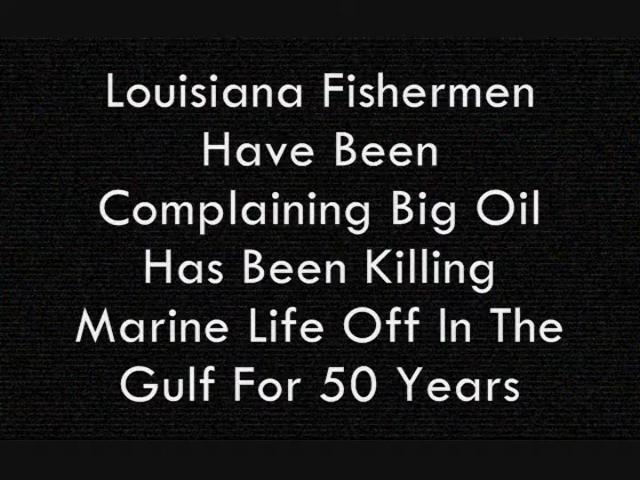 Louisiana Fishermen
Have Been
Complaining Big Oil
Has Been Killing
Marine Life Off In The
Gulf For 50 Years